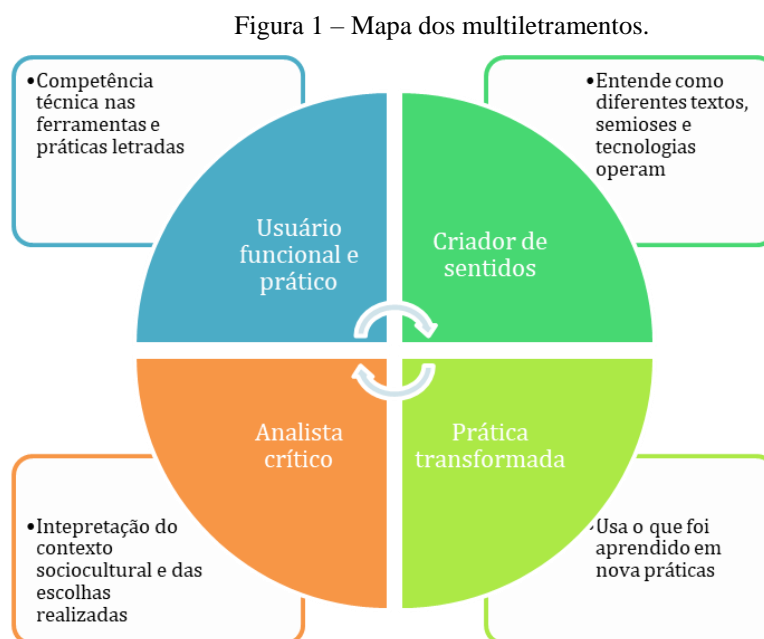 Figura 1 – Mapa dos multiletramentos.
•Competência
técnica nas
ferramentas e
práticas letradas
•Entende como
diferentes textos,
semioses e
tecnologias
operam
Usuário
funcional e
prático
Criador de
sentidos
Analista
crítico
Prática
transformada
•Intepretação do
contexto
sociocultural e das
escolhas
realizadas
•Usa o que foi
aprendido em
nova práticas